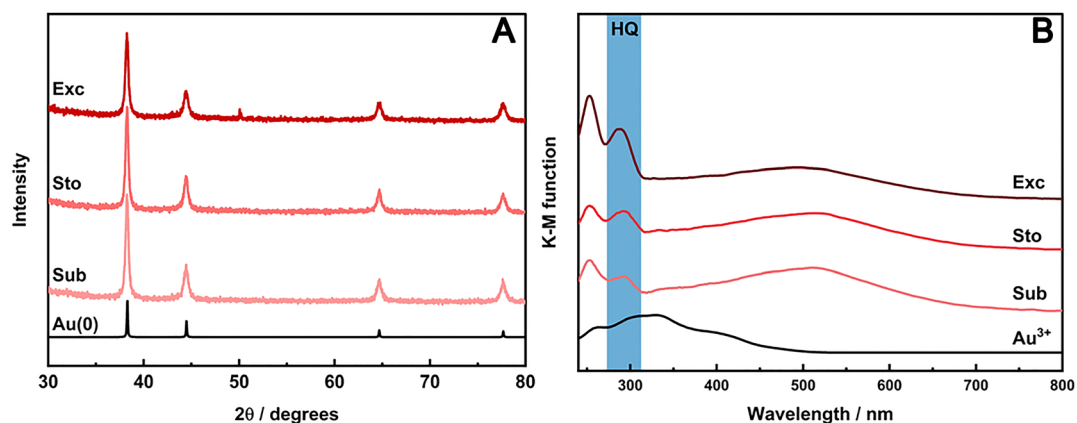 A
Exc
Sto
Sub
Au(0)
Intensity
30 40 50 60 70 80
2θ / degrees
HQ
B
Exc
Sto
Sub
Au³⁺
K-M function
300 400 500 600 700 800
Wavelength / nm